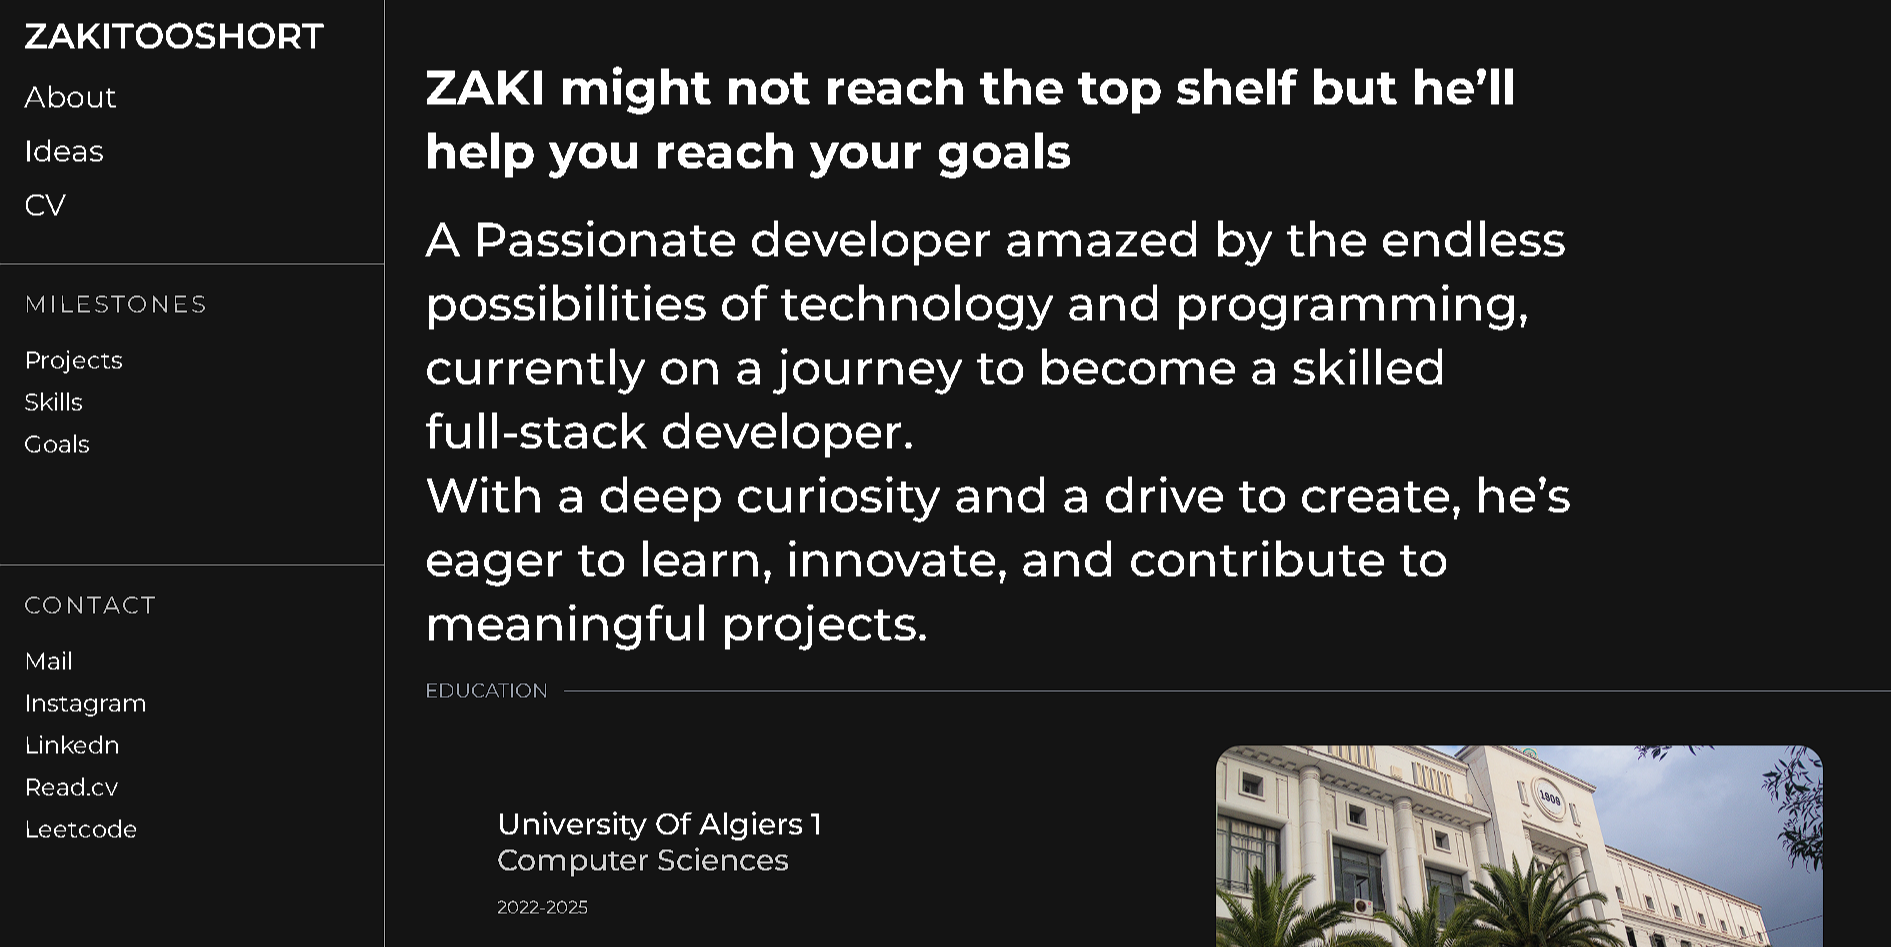 ZAKITOOSHORT
About
Ideas
CV
MILESTONES
Projects
Skills
Goals
CONTACT
Mail
Instagram
Linkedn
Read.cv
Leetcode
ZAKI might not reach the top shelf but he’ll
help you reach your goals
A Passionate developer amazed by the endless
possibilities of technology and programming,
currently on a journey to become a skilled
full-stack developer.
With a deep curiosity and a drive to create, he’s
eager to learn, innovate, and contribute to
meaningful projects.
EDUCATION
University Of Algiers 1
Computer Sciences
2022-2025
1909